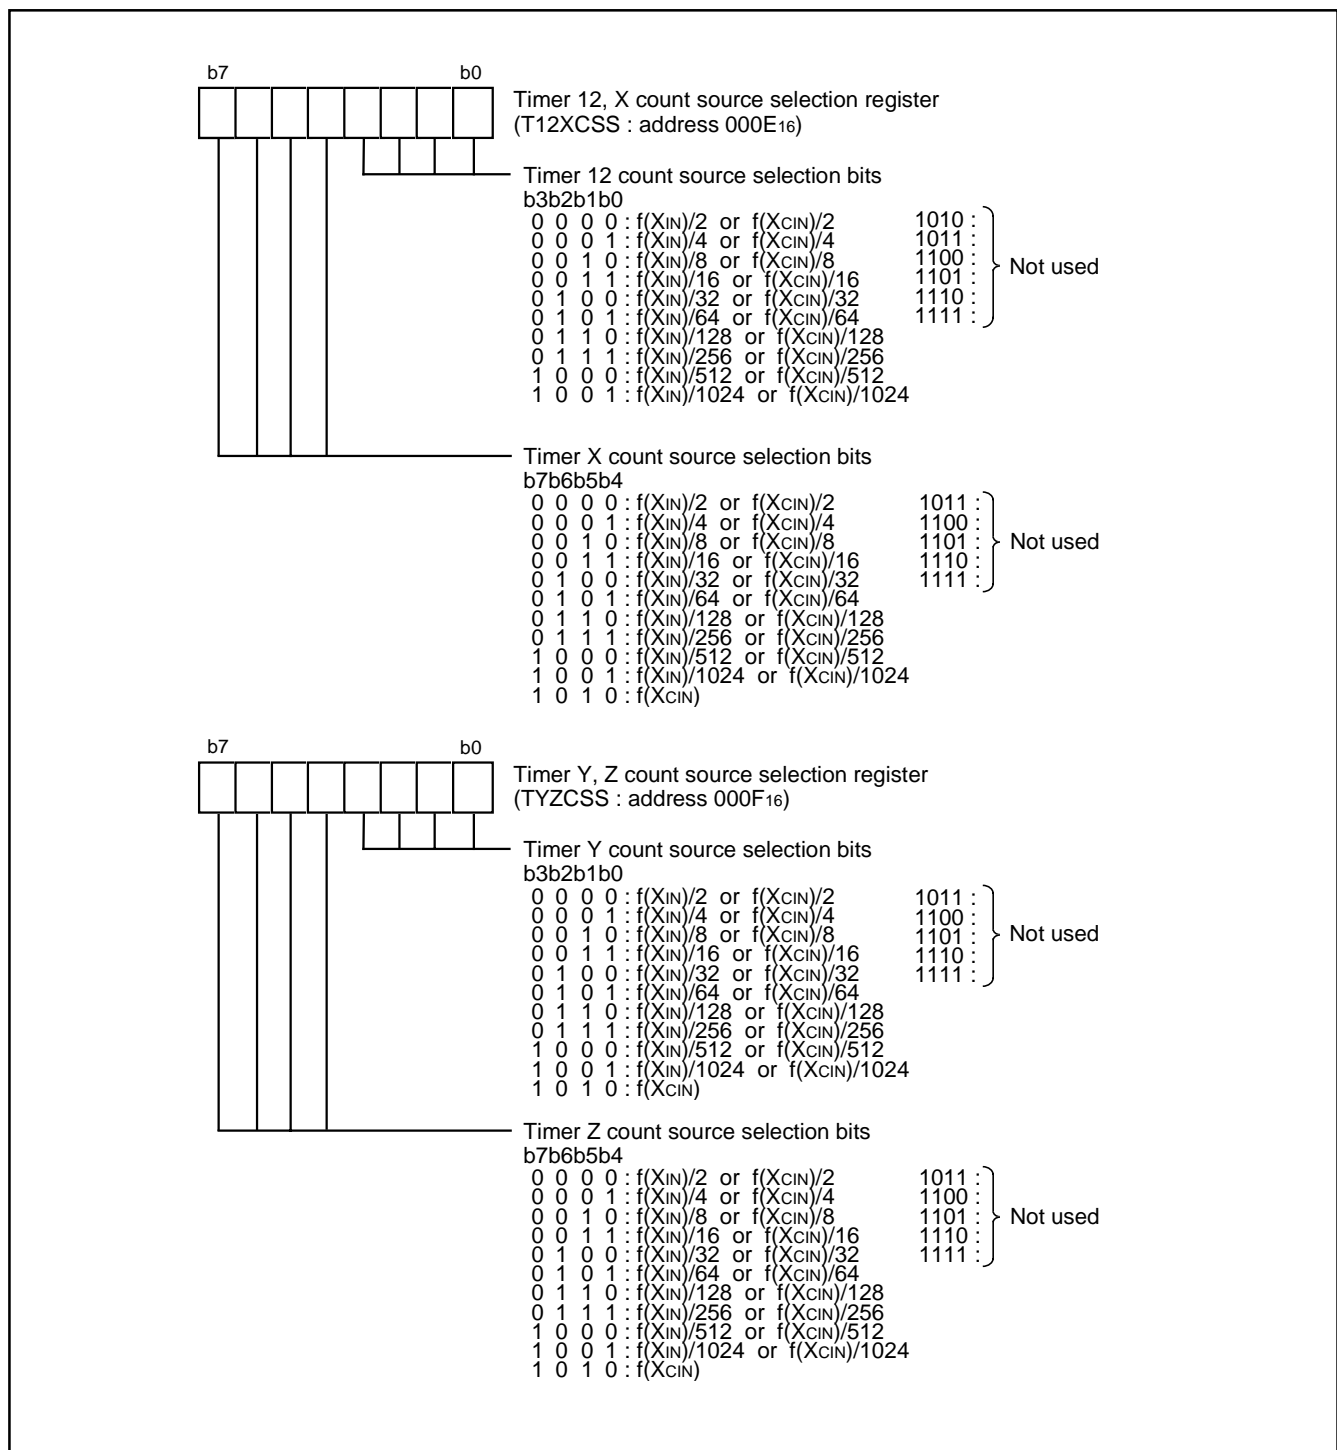 b7 b0
Timer 12, X count source selection register
(T12XCSS : address 000E16)
Timer 12 count source selection bits
b3b2b1b0
0 0 0 0 : f(XIN)/2 or f(XCIN)/2 1010 :
0 0 0 1 : f(XIN)/4 or f(XCIN)/4 1011 :
0 0 1 0 : f(XIN)/8 or f(XCIN)/8 1100 :
0 0 1 1 : f(XIN)/16 or f(XCIN)/16 1101 :
0 1 0 0 : f(XIN)/32 or f(XCIN)/32 1110 :
0 1 0 1 : f(XIN)/64 or f(XCIN)/64 1111 :
Not used
0 1 1 0 : f(XIN)/128 or f(XCIN)/128
0 1 1 1 : f(XIN)/256 or f(XCIN)/256
1 0 0 0 : f(XIN)/512 or f(XCIN)/512
1 0 0 1 : f(XIN)/1024 or f(XCIN)/1024
Timer X count source selection bits
b7b6b5b4
0 0 0 0 : f(XIN)/2 or f(XCIN)/2 1011 :
0 0 0 1 : f(XIN)/4 or f(XCIN)/4 1100 :
0 0 1 0 : f(XIN)/8 or f(XCIN)/8 1101 :
0 0 1 1 : f(XIN)/16 or f(XCIN)/16 1110 :
0 1 0 0 : f(XIN)/32 or f(XCIN)/32 1111 :
Not used
0 1 0 1 : f(XIN)/64 or f(XCIN)/64
0 1 1 0 : f(XIN)/128 or f(XCIN)/128
0 1 1 1 : f(XIN)/256 or f(XCIN)/256
1 0 0 0 : f(XIN)/512 or f(XCIN)/512
1 0 0 1 : f(XIN)/1024 or f(XCIN)/1024
1 0 1 0 : f(XCIN)
b7 b0
Timer Y, Z count source selection register
(TYZCSS : address 000F16)
Timer Y count source selection bits
b3b2b1b0
0 0 0 0 : f(XIN)/2 or f(XCIN)/2 1011 :
0 0 0 1 : f(XIN)/4 or f(XCIN)/4 1100 :
0 0 1 0 : f(XIN)/8 or f(XCIN)/8 1101 :
0 0 1 1 : f(XIN)/16 or f(XCIN)/16 1110 :
0 1 0 0 : f(XIN)/32 or f(XCIN)/32 1111 :
Not used
0 1 0 1 : f(XIN)/64 or f(XCIN)/64
0 1 1 0 : f(XIN)/128 or f(XCIN)/128
0 1 1 1 : f(XIN)/256 or f(XCIN)/256
1 0 0 0 : f(XIN)/512 or f(XCIN)/512
1 0 0 1 : f(XIN)/1024 or f(XCIN)/1024
1 0 1 0 : f(XCIN)
Timer Z count source selection bits
b7b6b5b4
0 0 0 0 : f(XIN)/2 or f(XCIN)/2 1011 :
0 0 0 1 : f(XIN)/4 or f(XCIN)/4 1100 :
0 0 1 0 : f(XIN)/8 or f(XCIN)/8 1101 :
0 0 1 1 : f(XIN)/16 or f(XCIN)/16 1110 :
0 1 0 0 : f(XIN)/32 or f(XCIN)/32 1111 :
Not used
0 1 0 1 : f(XIN)/64 or f(XCIN)/64
0 1 1 0 : f(XIN)/128 or f(XCIN)/128
0 1 1 1 : f(XIN)/256 or f(XCIN)/256
1 0 0 0 : f(XIN)/512 or f(XCIN)/512
1 0 0 1 : f(XIN)/1024 or f(XCIN)/1024
1 0 1 0 : f(XCIN)